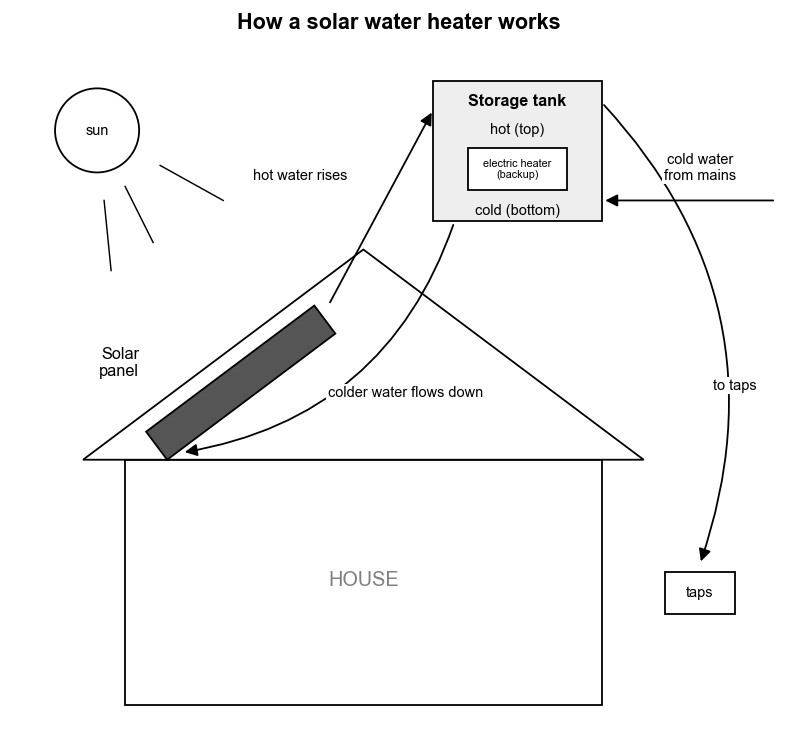 How a solar water heater works
sun
Storage tank
hot (top)
electric heater
(backup)
cold (bottom)
hot water rises
cold water
from mains
Solar
panel
colder water flows down
to taps
HOUSE
taps